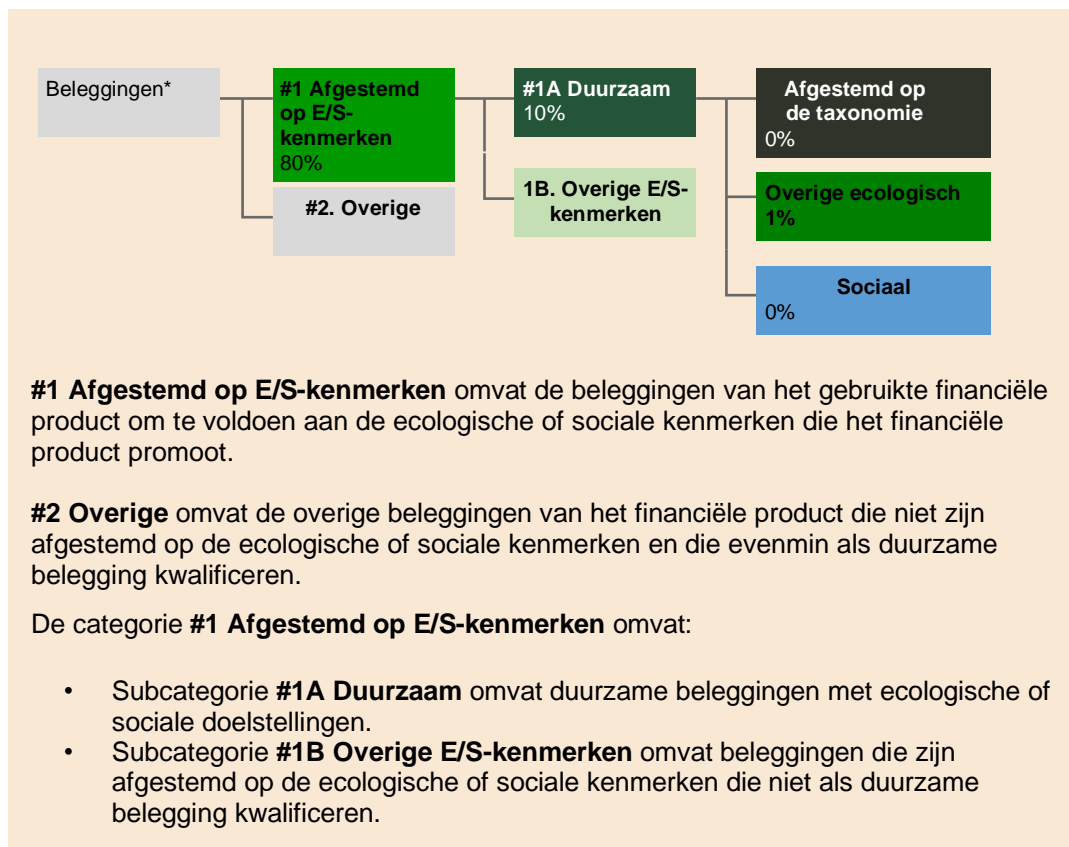 Beleggingen*
#1 Afgestemd
op E/S-
kenmerken
80%
#2. Overige
#1A Duurzaam
10%
1B. Overige E/S-
kenmerken
Afgestemd op
de taxonomie
0%
Overige ecologisch
1%
Sociaal
0%
#1 Afgestemd op E/S-kenmerken omvat de beleggingen van het gebruikte financiële
product om te voldoen aan de ecologische of sociale kenmerken die het financiële
product promoot.
#2 Overige omvat de overige beleggingen van het financiële product die niet zijn
afgestemd op de ecologische of sociale kenmerken en die evenmin als duurzame
belegging kwalificeren.
De categorie #1 Afgestemd op E/S-kenmerken omvat:
• Subcategorie #1A Duurzaam omvat duurzame beleggingen met ecologische of
sociale doelstellingen.
• Subcategorie #1B Overige E/S-kenmerken omvat beleggingen die zijn
afgestemd op de ecologische of sociale kenmerken die niet als duurzame
belegging kwalificeren.